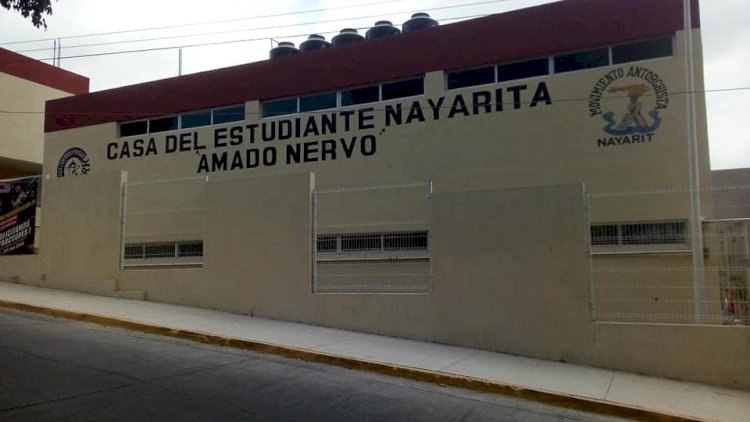 CASA DEL ESTUDIANTE NAYARITA
"AMADO NERVO"
MOVIMIENTO ANTORCHISTA
NAYARIT